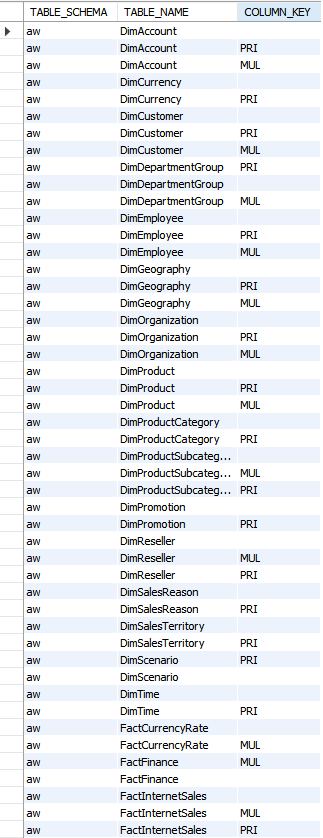 TABLE_SCHEMA TABLE_NAME COLUMN_KEY
aw DimAccount
aw DimAccount PRI
aw DimAccount MUL
aw DimCurrency
aw DimCurrency PRI
aw DimCustomer
aw DimCustomer PRI
aw DimCustomer MUL
aw DimDepartmentGroup PRI
aw DimDepartmentGroup
aw DimDepartmentGroup MUL
aw DimEmployee
aw DimEmployee PRI
aw DimEmployee MUL
aw DimGeography
aw DimGeography PRI
aw DimGeography MUL
aw DimOrganization
aw DimOrganization PRI
aw DimOrganization MUL
aw DimProduct
aw DimProduct PRI
aw DimProduct MUL
aw DimProductCategory
aw DimProductCategory PRI
aw DimProductSubcateg...
aw DimProductSubcateg... MUL
aw DimProductSubcateg... PRI
aw DimPromotion
aw DimPromotion PRI
aw DimReseller
aw DimReseller MUL
aw DimReseller PRI
aw DimSalesReason
aw DimSalesReason PRI
aw DimSalesTerritory
aw DimSalesTerritory PRI
aw DimScenario PRI
aw DimScenario
aw DimTime
aw DimTime PRI
aw FactCurrencyRate
aw FactCurrencyRate MUL
aw FactFinance MUL
aw FactFinance
aw FactInternetSales
aw FactInternetSales MUL
aw FactInternetSales PRI